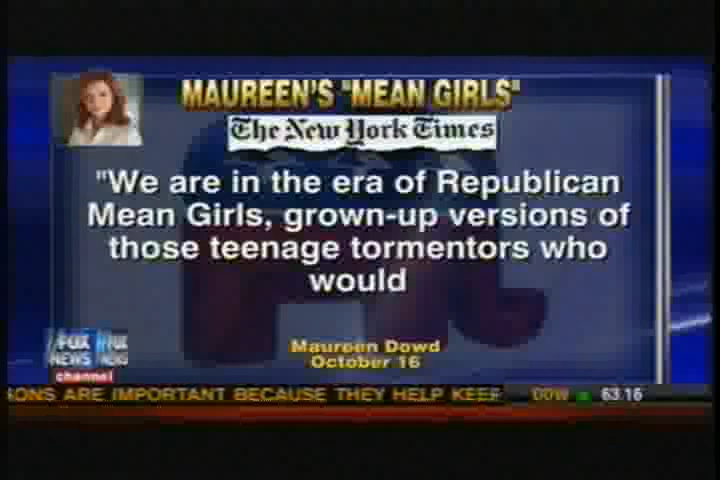 MAUREEN'S "MEAN GIRLS"
The New York Times
"We are in the era of Republican
Mean Girls, grown-up versions of
those teenage tormentors who
would
Maureen Dowd
October 16
FOX
NEWS
channel
ONS ARE IMPORTANT BECAUSE THEY HELP KEEP DOW 63.16